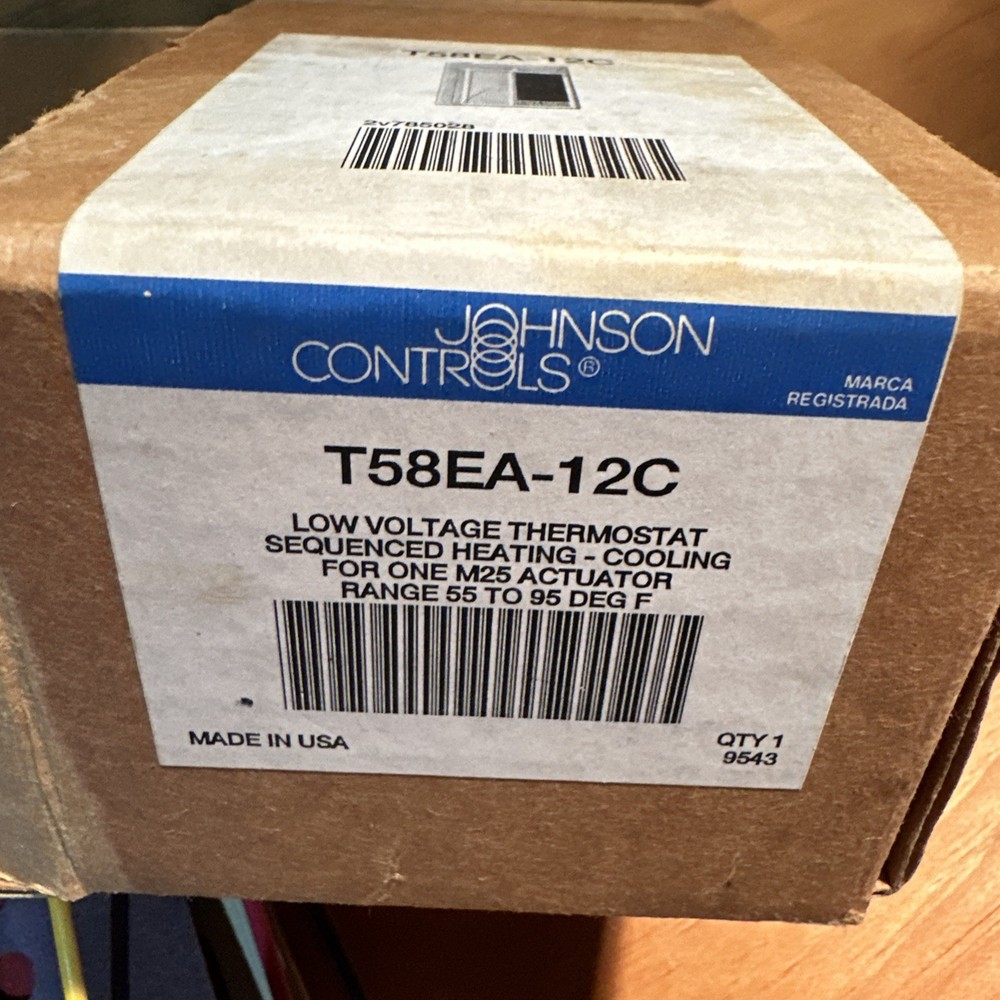 T58EA-12C
2v785028
JOHNSON
CONTROLS®
MARCA
REGISTRADA
T58EA-12C
LOW VOLTAGE THERMOSTAT
SEQUENCED HEATING - COOLING
FOR ONE M25 ACTUATOR
RANGE 55 TO 95 DEG F
MADE IN USA
QTY 1
9543